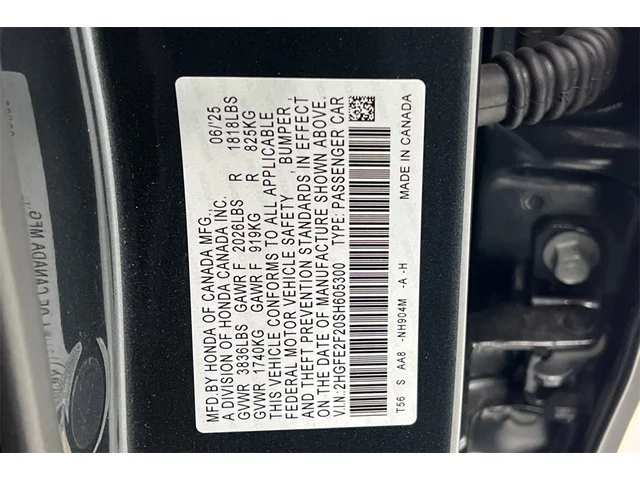 MFD.BY HONDA OF CANADA MFG. 06/'25
A DIVISION OF HONDA CANADA INC.
GVWR 3836LBS GAWR F 2026LBS R 1818LBS
GVWR 1740KG GAWR F 919KG R 825KG
THIS VEHICLE CONFORMS TO ALL APPLICABLE
FEDERAL MOTOR VEHICLE SAFETY, BUMPER,
AND THEFT PREVENTION STANDARDS IN EFFECT
ON THE DATE OF MANUFACTURE SHOWN ABOVE.
V.I.N:2HGFE2F20SH605300 TYPE: PASSENGER CAR
T56 S AA8 -NH904M -A -H MADE IN CANADA